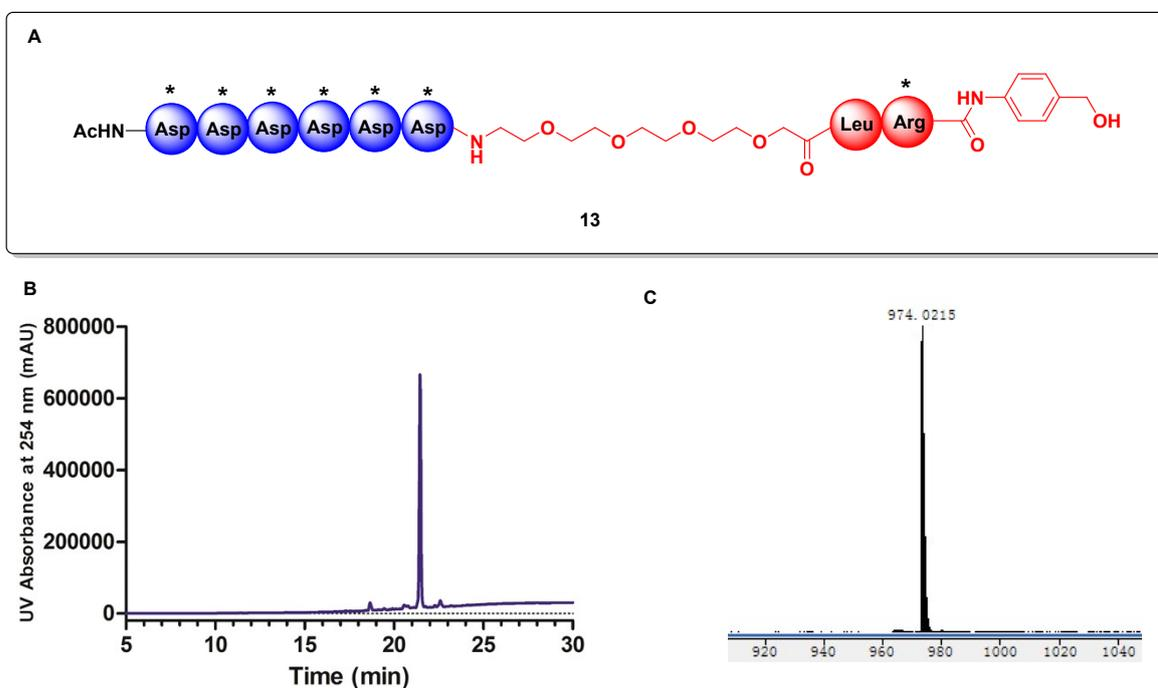 A
* * * * * * *
AcHN Asp Asp Asp Asp Asp Asp N H O O O O O Leu Arg HN O OH
13
B
C
UV Absorbance at 254 nm (mAU)
800000
600000
400000
200000
0
5 10 15 20 25 30
Time (min)
974.0215
920 940 960 980 1000 1020 1040